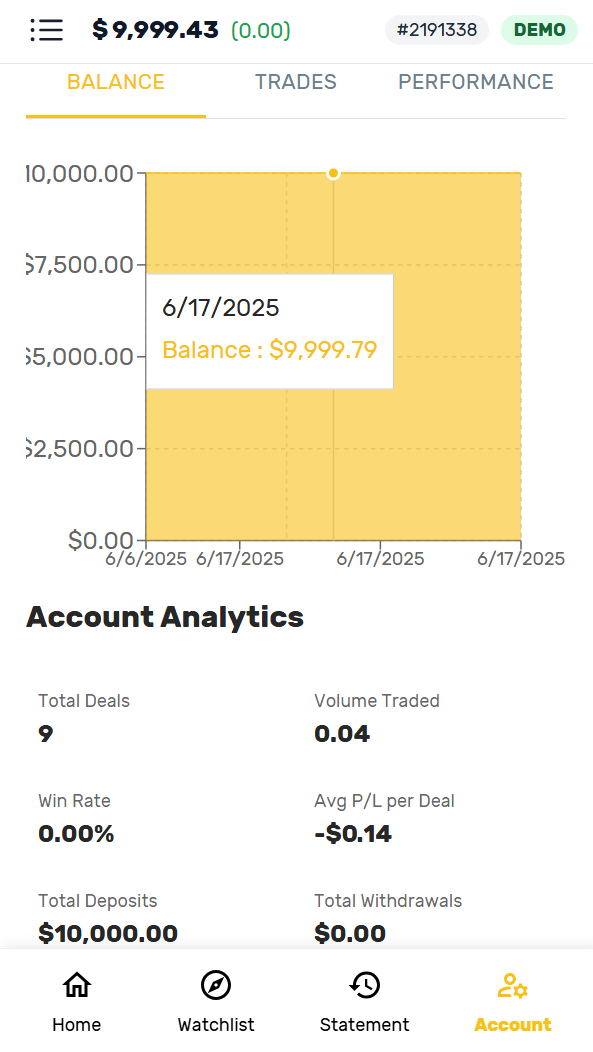 $ 9,999.43 (0.00) #2191338 DEMO
BALANCE TRADES PERFORMANCE
10,000.00
$7,500.00
6/17/2025
Balance : $9,999.79
$5,000.00
$2,500.00
$0.00
6/6/2025 6/17/2025 6/17/2025 6/17/2025
Account Analytics
Total Deals Volume Traded
9 0.04
Win Rate Avg P/L per Deal
0.00% -$0.14
Total Deposits Total Withdrawals
$10,000.00 $0.00
Home Watchlist Statement Account